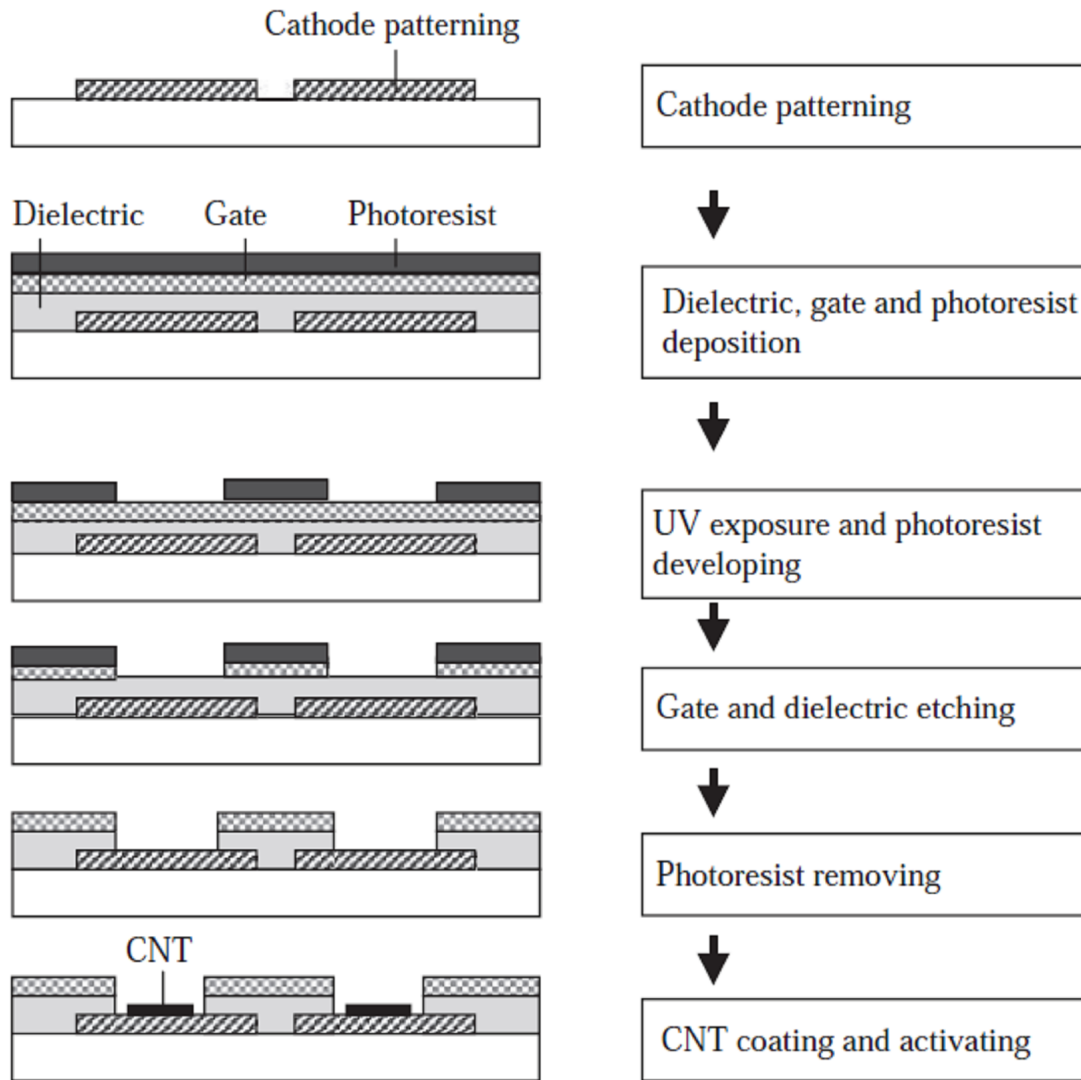 Cathode patterning
Cathode patterning
Dielectric Gate Photoresist
Dielectric, gate and photoresist
deposition
UV exposure and photoresist
developing
Gate and dielectric etching
Photoresist removing
CNT
CNT coating and activating